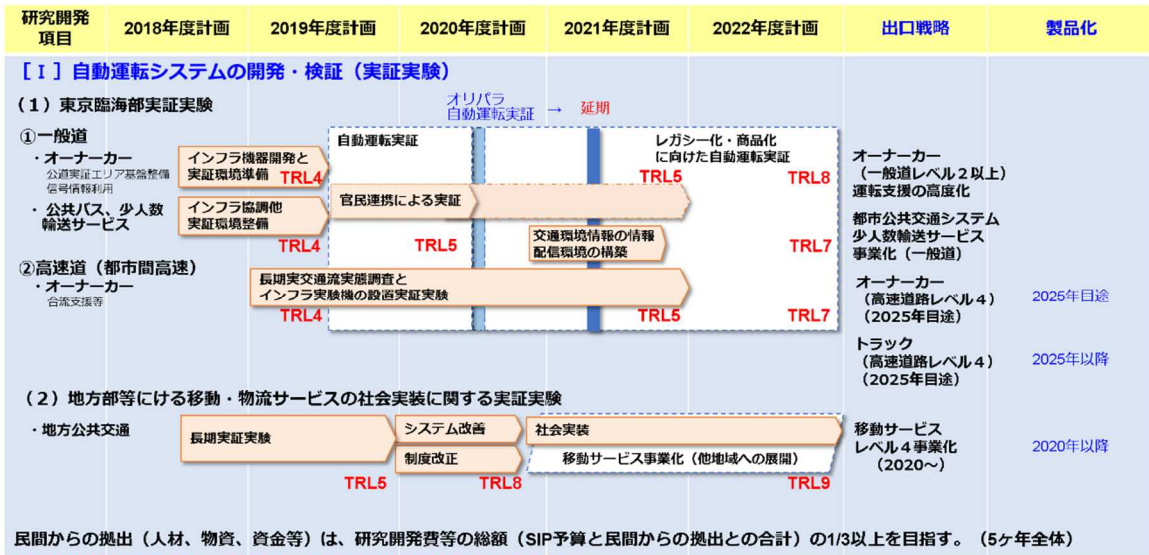 研究開発
項目
2018年度計画
2019年度計画
2020年度計画
2021年度計画
2022年度計画
出口戦略
製品化
［Ⅰ］自動運転システムの開発・検証（実証実験）
（１）東京臨海部実証実験
オリパラ
自動運転実証
→
延期
①一般道
・オーナーカー
公道実証エリア基盤整備
信号情報利用
インフラ機器開発と
実証環境準備
TRL4
自動運転実証
レガシー化・商品化
に向けた自動運転実証
TRL5
TRL8
オーナーカー
（一般道レベル２以上）
運転支援の高度化
・公共バス、少人数
輸送サービス
インフラ協調他
実証環境整備
TRL4
官民連携による実証
TRL5
交通環境情報の情報
配信環境の構築
TRL7
都市公共交通システム
少人数輸送サービス
事業化（一般道）
②高速道（都市間高速）
・オーナーカー
合流支援等
長期実交通流実態調査と
インフラ実験機の設置実証実験
TRL4
TRL5
TRL7
オーナーカー
（高速道路レベル４）
（2025年目途）
2025年目途
トラック
（高速道路レベル４）
（2025年目途）
2025年以降
（２）地方部等にける移動・物流サービスの社会実装に関する実証実験
・地方公共交通
長期実証実験
TRL5
システム改善
制度改正
TRL8
社会実装
移動サービス事業化（他地域への展開）
TRL9
移動サービス
レベル４事業化
（2020～）
2020年以降
民間からの拠出（人材、物資、資金等）は、研究開発費等の総額（SIP予算と民間からの拠出との合計）の1/3以上を目指す。（5ヶ年全体）